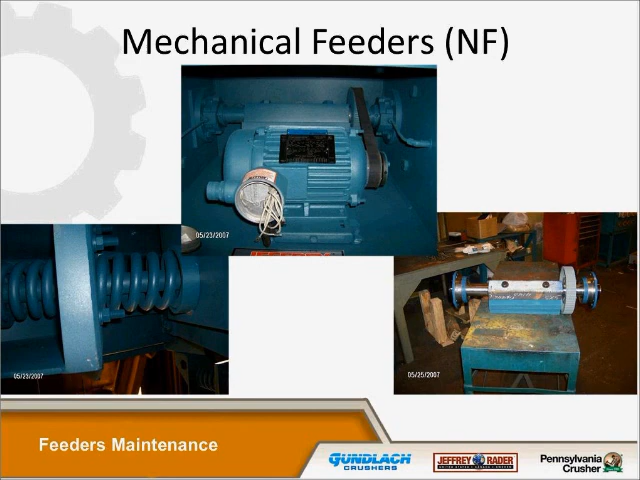 Mechanical Feeders (NF)
05/23/2007
05/23/2007
05/25/2007
Feeders Maintenance
GUNDLACH
CRUSHERS
JEFFREY RADER
Pennsylvania
Crusher